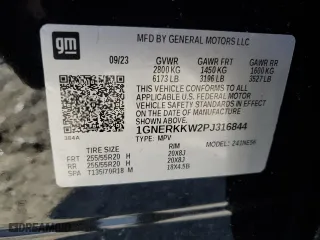 gm
MFD BY GENERAL MOTORS LLC
09/23 GVWR GAWR FRT GAWR RR
2800 KG 1450 KG 1600 KG
6173 LB 3196 LB 3527 LB
THIS VEHICLE CONFORMS TO ALL APPLICABLE
U.S. FEDERAL MOTOR VEHICLE SAFETY AND
THEFT PREVENTION STANDARDS IN EFFECT ON
THE DATE OF MANUFACTURE SHOWN ABOVE.
1GNERKKW2PJ316844
TYPE: MPV MODEL:
TIRE SIZE RIM
FRT 255/55R20 H 20X8J
RR 255/55R20 H 20X8J
SPA T135/70R18 M 18X4.5B